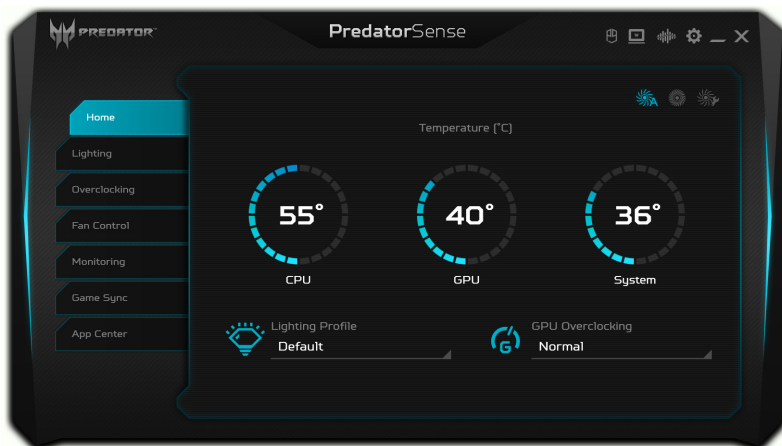 PREDATOR
PredatorSense
Home
Lighting
Overclocking
Fan Control
Monitoring
Game Sync
App Center
A
Temperature (°C)
55°
40°
36°
CPU
GPU
System
Lighting Profile
Default
G
GPU Overclocking
Normal